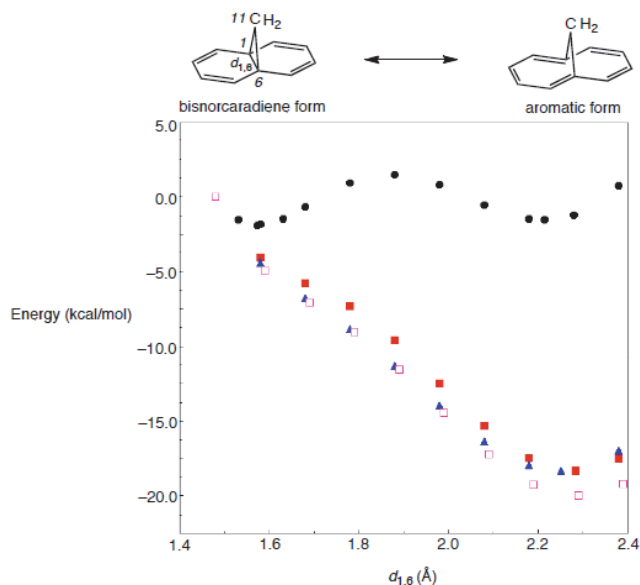 11 CH2
CH2
1
d1,6
6
bisnorcaradiene form
aromatic form
5.0
0.0
−5.0
Energy (kcal/mol)
−10.0
−15.0
−20.0
1.4 1.6 1.8 2.0 2.2 2.4
d1,6 (Å)